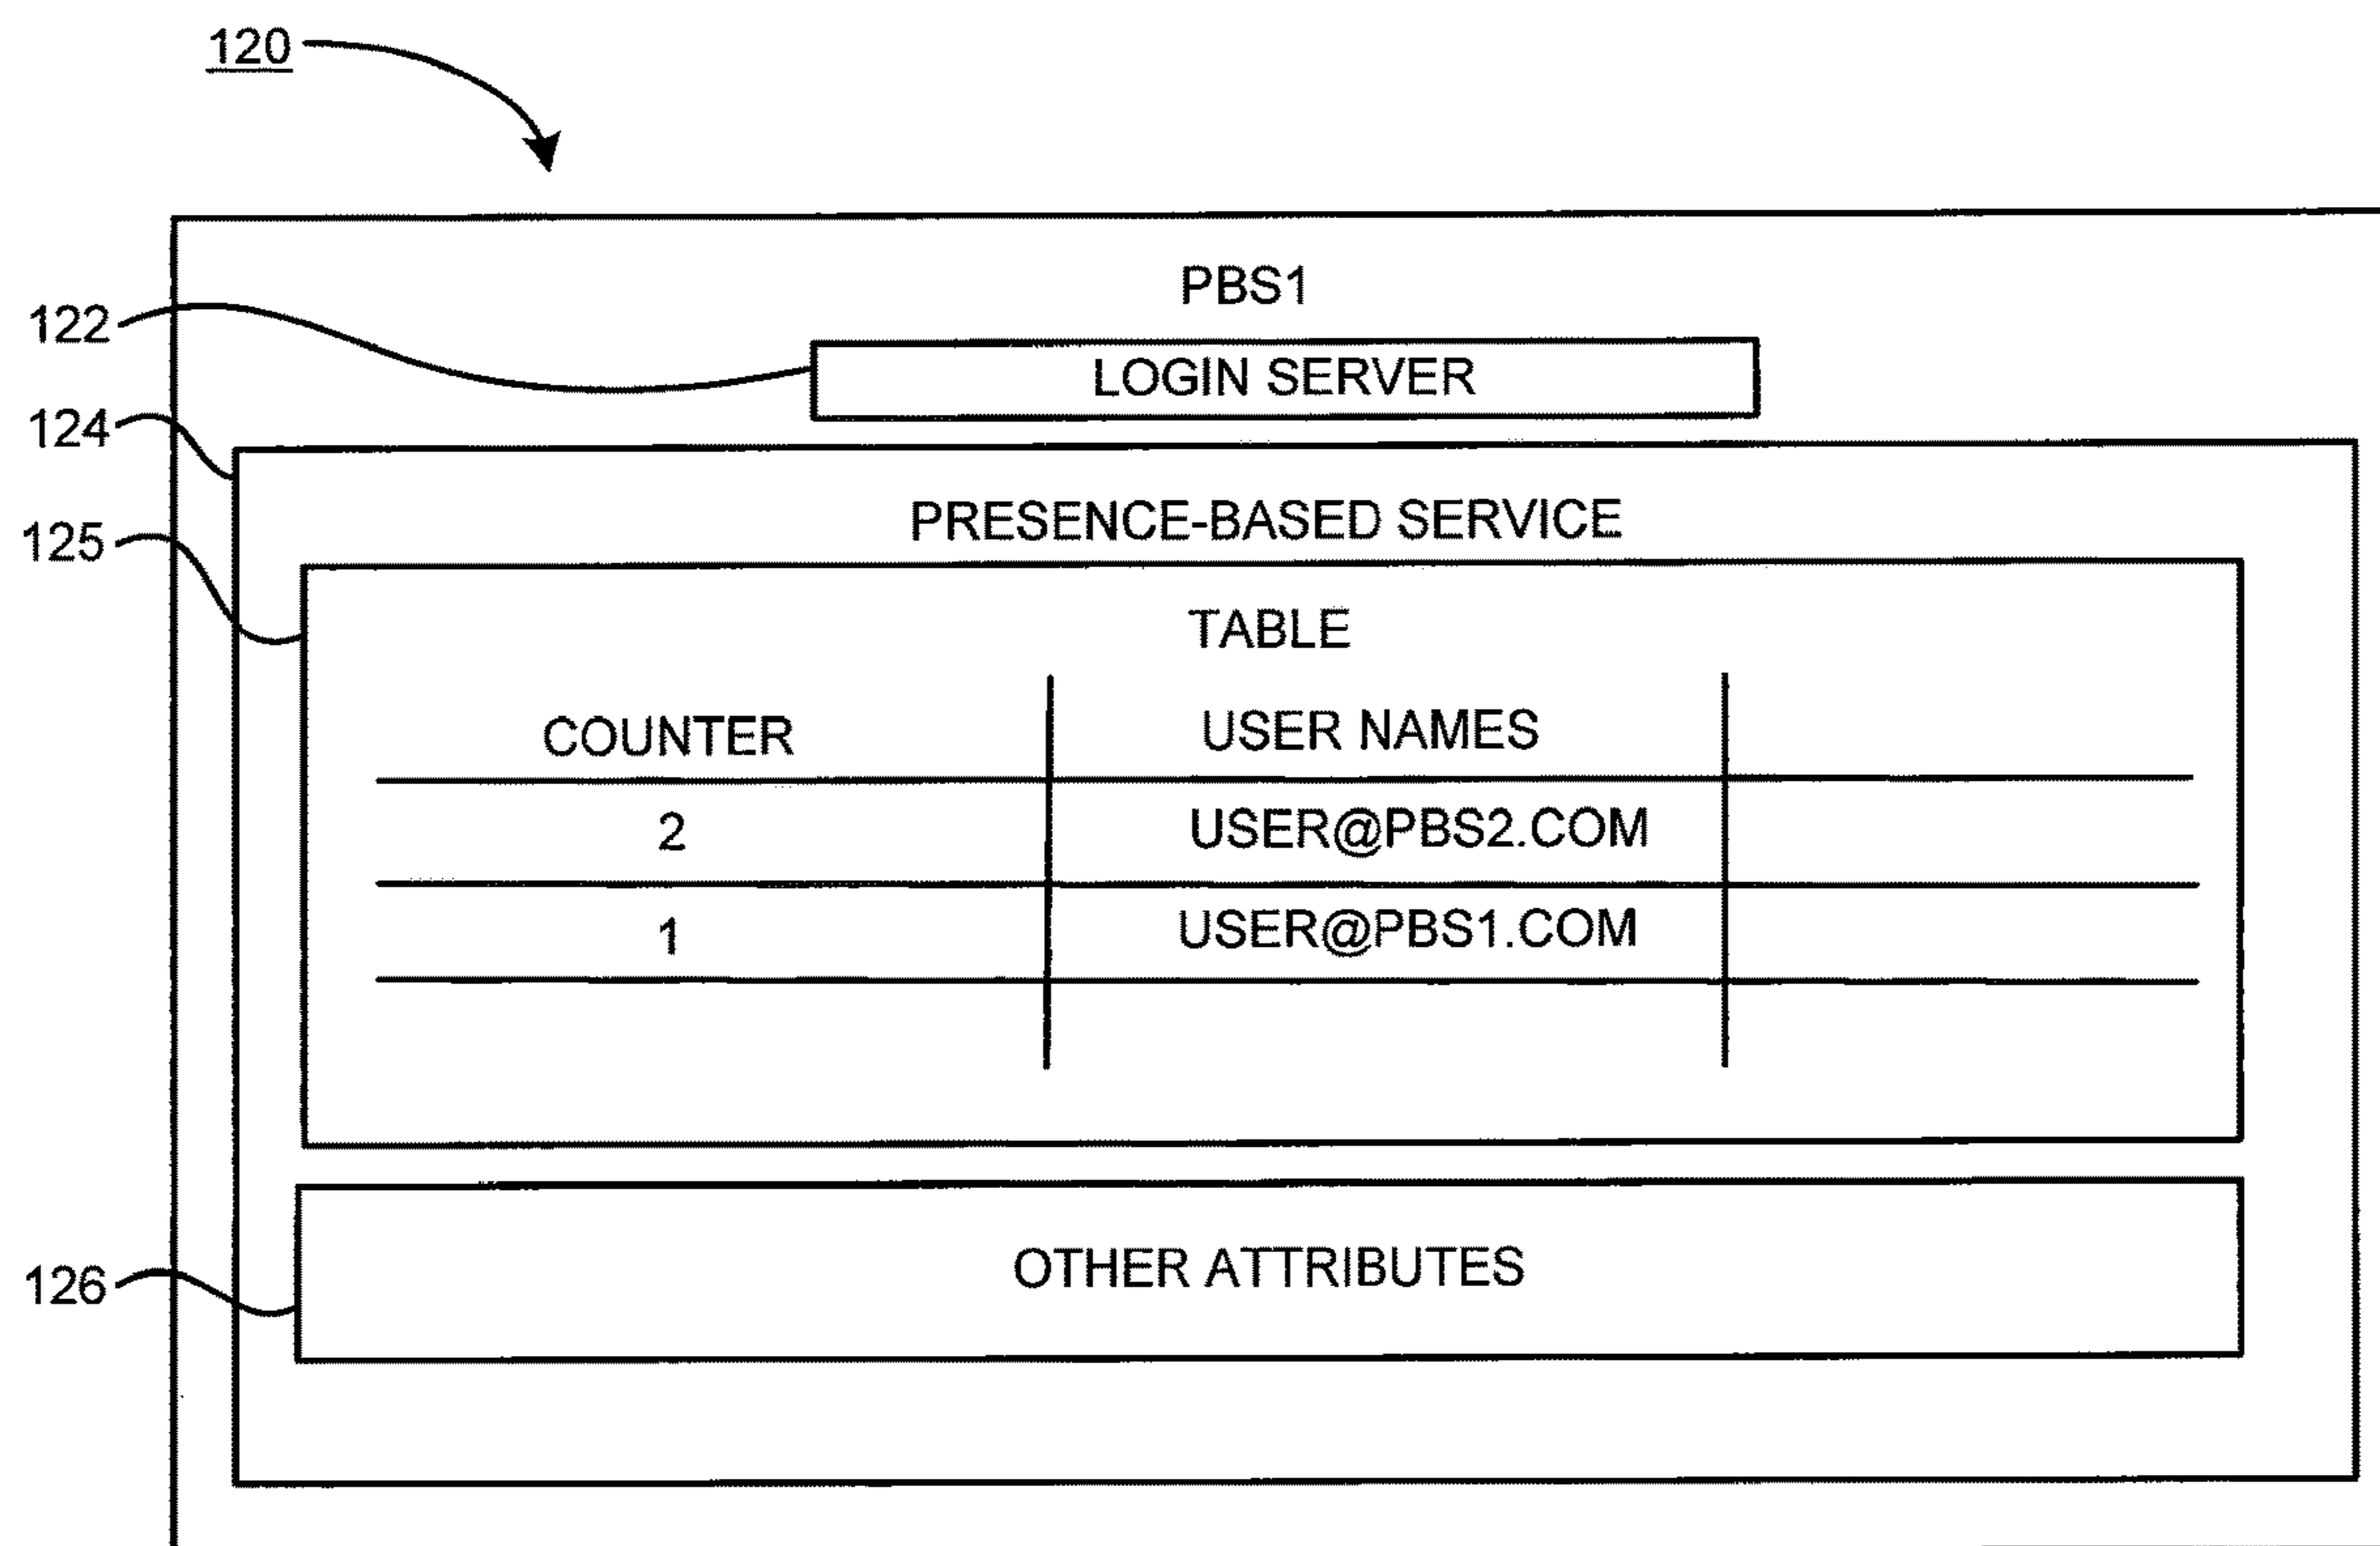 120
PBS1
122
LOGIN SERVER
124
PRESENCE-BASED SERVICE
125
TABLE
COUNTER USER NAMES
2 USER@PBS2.COM
1 USER@PBS1.COM
126
OTHER ATTRIBUTES